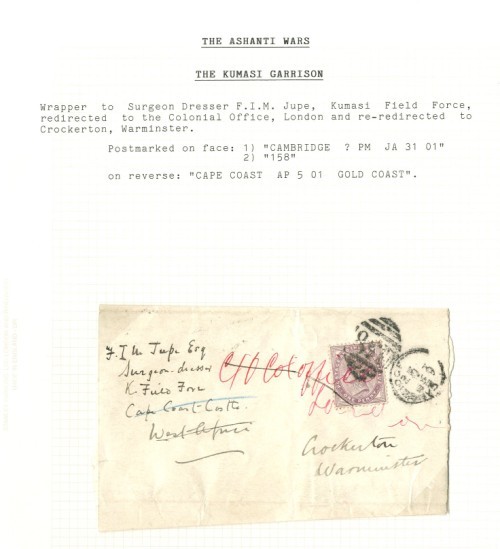 THE ASHANTI WARS
THE KUMASI GARRISON
Wrapper to Surgeon Dresser F.I.M. Jupe, Kumasi Field Force,
redirected to the Colonial Office, London and re-redirected to
Crockerton, Warminster.
Postmarked on face: 1) "CAMBRIDGE ? PM JA 31 01"
2) "158"
on reverse: "CAPE COAST AP 5 01 GOLD COAST".
F. I M Jupe Esq
Surgeon-dresser
K. Field Force
Cape Coast Castle
West Africa
C/O Col office
London
Crockerton
Warminster